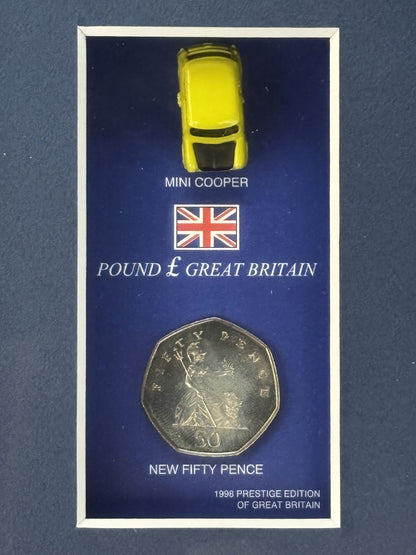 MINI COOPER
POUND £ GREAT BRITAIN
FIFTY PENCE
50
NEW FIFTY PENCE
1998 PRESTIGE EDITION
OF GREAT BRITAIN